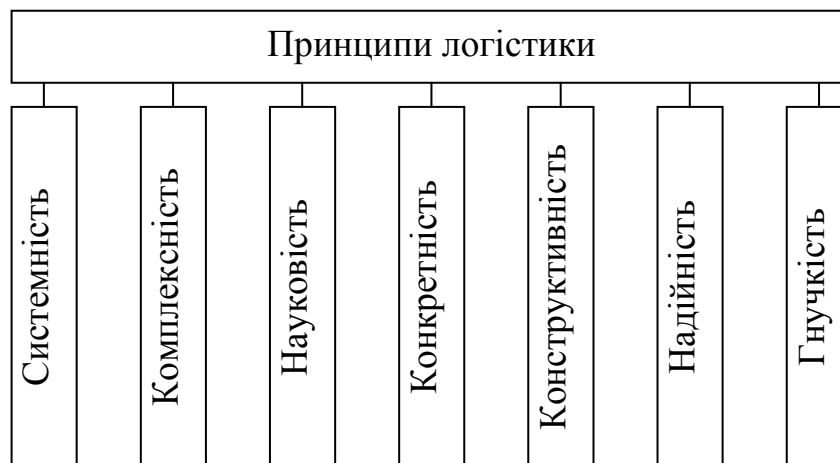 Принципи логістики
Системність
Комплексність
Науковість
Конкретність
Конструктивність
Надійність
Гнучкість